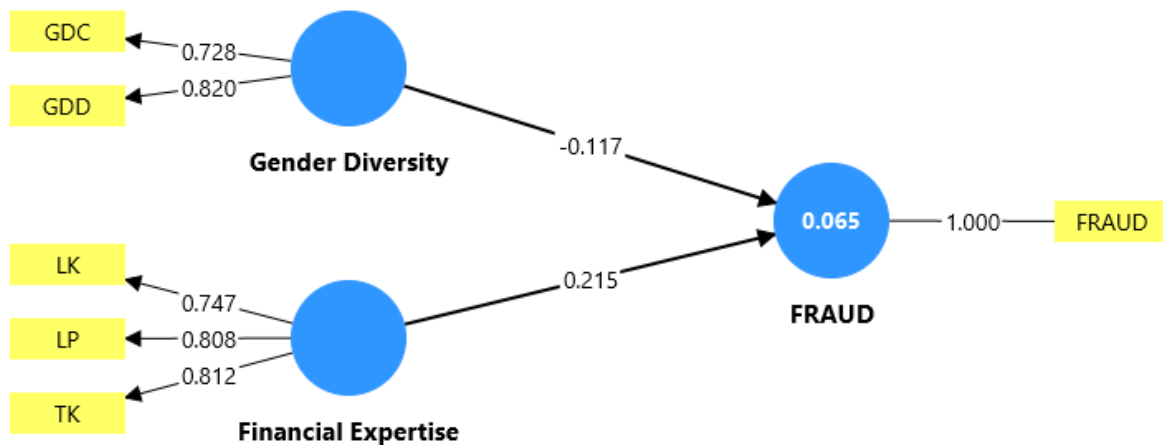 GDC
0.728
0.820
GDD
Gender Diversity
-0.117
LK
0.747
LP
0.808
0.812
TK
Financial Expertise
0.215
0.065
FRAUD
1.000
FRAUD